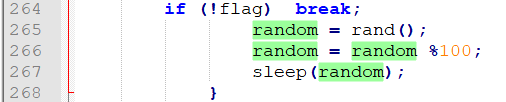 264 if (!flag) break;
265 random = rand();
266 random = random %100;
267 sleep(random);
268 }